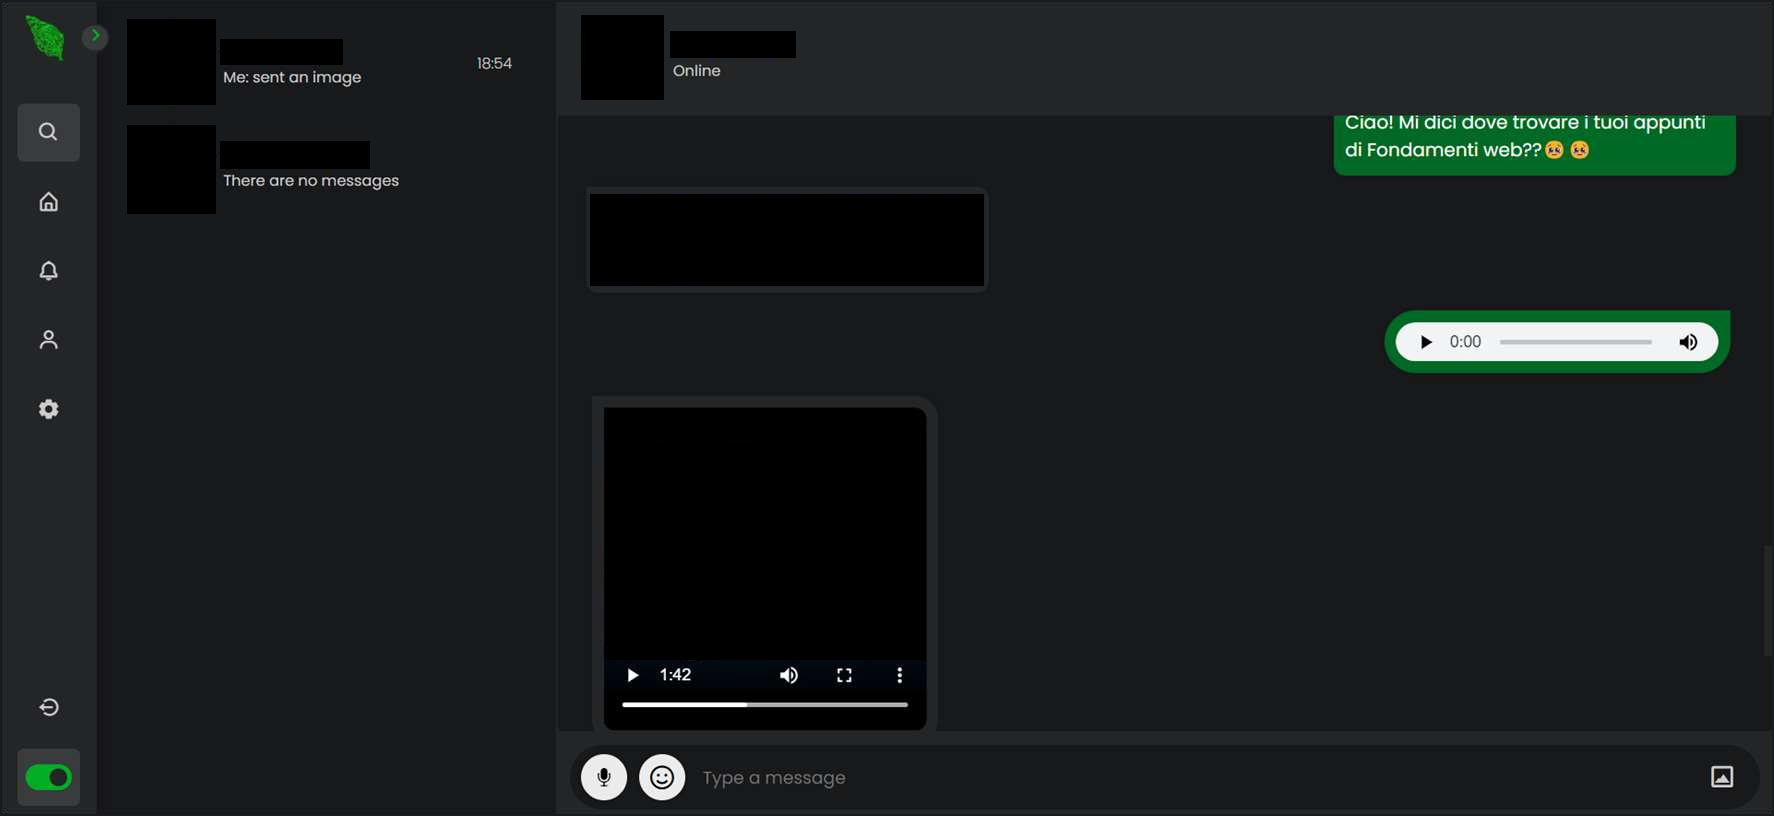 Me: sent an image
18:54
There are no messages
Online
Ciao! Mi dici dove trovare i tuoi appunti
di Fondamenti web??🥺 🥺
0:00
1:42
Type a message